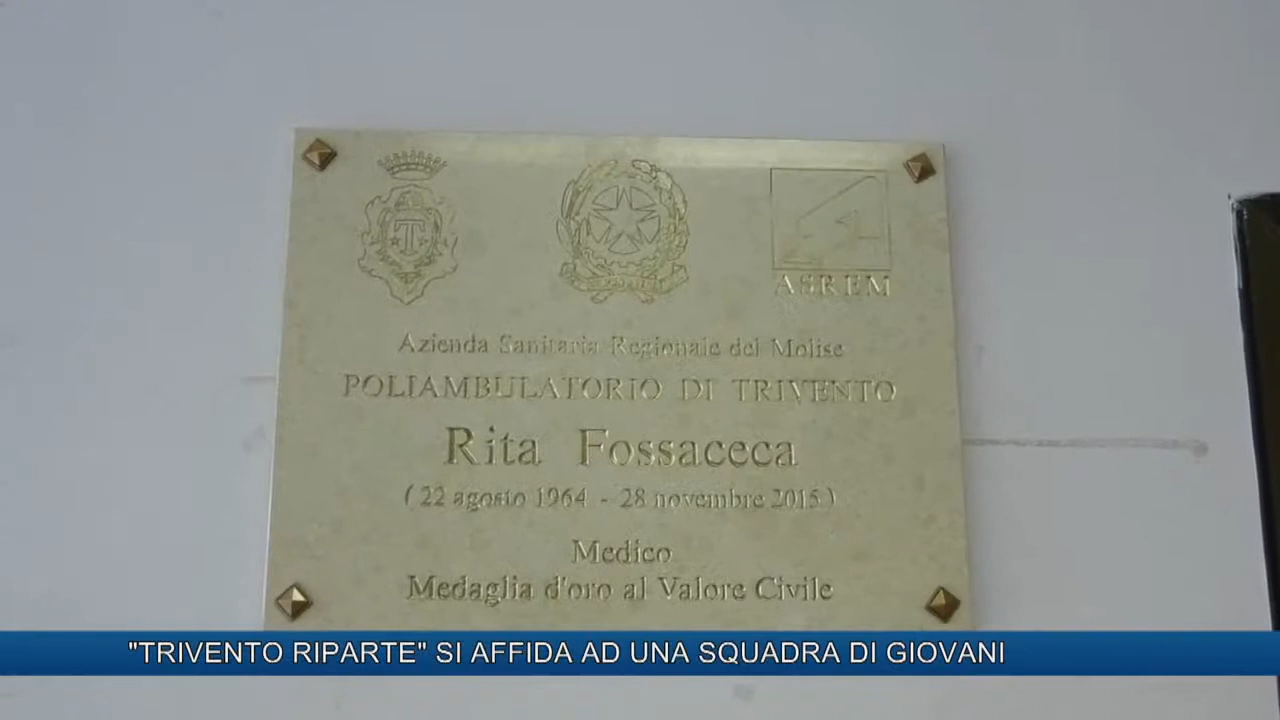 T
ASREM
Azienda Sanitaria Regionale del Molise
POLIAMBULATORIO DI TRIVENTO
Rita Fossaceca
( 22 agosto 1964 - 28 novembre 2015 )
Medico
Medaglia d'oro al Valore Civile
"TRIVENTO RIPARTE" SI AFFIDA AD UNA SQUADRA DI GIOVANI